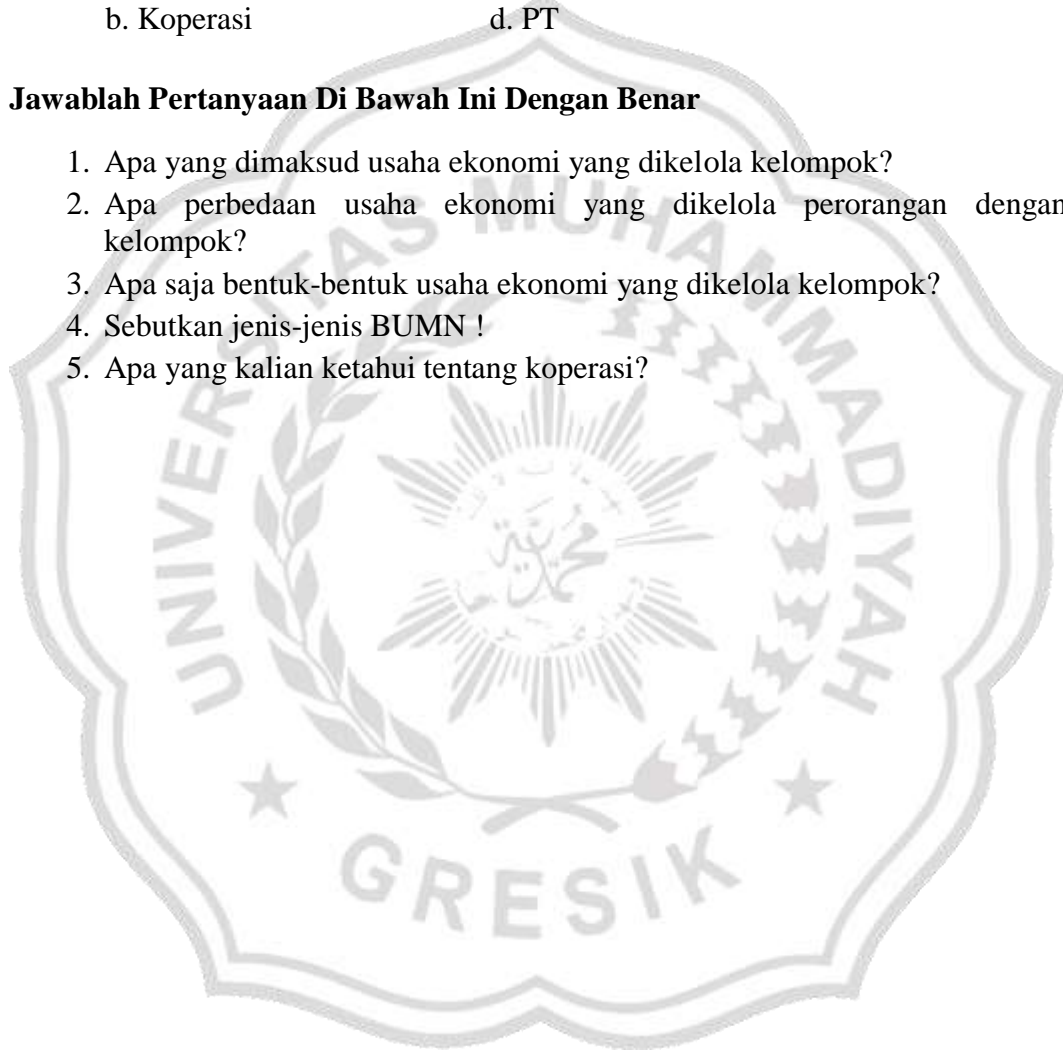 b. Koperasi d. PT
Jawablah Pertanyaan Di Bawah Ini Dengan Benar
1. Apa yang dimaksud usaha ekonomi yang dikelola kelompok?
2. Apa perbedaan usaha ekonomi yang dikelola perorangan dengan
kelompok?
3. Apa saja bentuk-bentuk usaha ekonomi yang dikelola kelompok?
4. Sebutkan jenis-jenis BUMN !
5. Apa yang kalian ketahui tentang koperasi?
UNIVERSITAS MUHAMMADIYAH
GRESIK